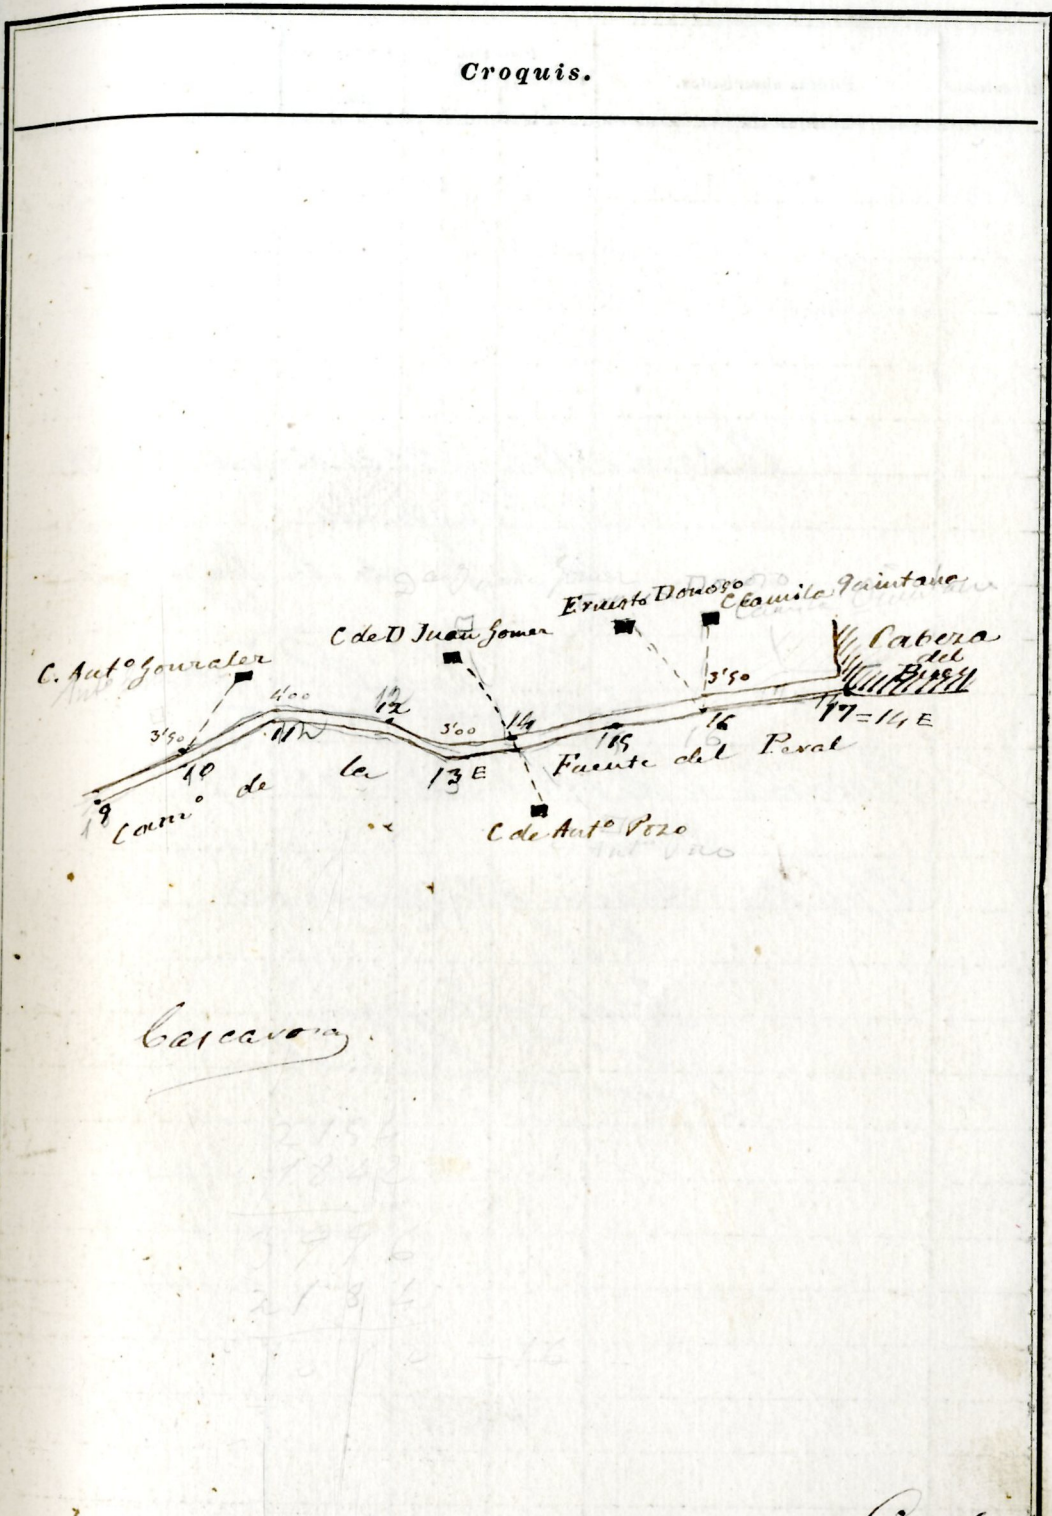 Croquis.
Ernesto Donoso
C Camila Quintana
C de D Juan Gomez
C. Antº Gonzalez
Cabeza
del
Buey
3'50
4'00
12
3'50
3'00
14
16
17=14 E
15
11
10
13 E
9
Camº de la Fuente del Peral
C de Antº Pozo